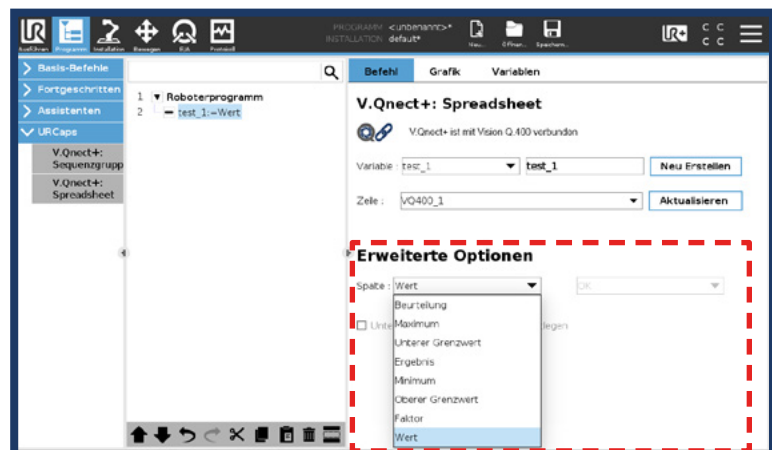 PROGRAMM <unbenannt>*
INSTALLATION default*
Ausführen Programm Installation Bewegen E/A Protokoll Neu... Öffnen... Speichern...
UR+
C C
C C
Basis-Befehle
Fortgeschritten
Assistenten
URCaps
V.Qnect+:
Sequenzgrupp
V.Qnect+:
Spreadsheet
1 Roboterprogramm
2 test_1:=Wert
Befehl Grafik Variablen
V.Qnect+: Spreadsheet
V.Qnect+ ist mit Vision Q.400 verbunden
Variable : test_1 test_1 Neu Erstellen
Zelle : VQ400_1 Aktualisieren
Erweiterte Optionen
Spalte : Wert OK
Beurteilung
Maximum
Unterer Grenzwert
Ergebnis
Minimum
Oberer Grenzwert
Faktor
Wert